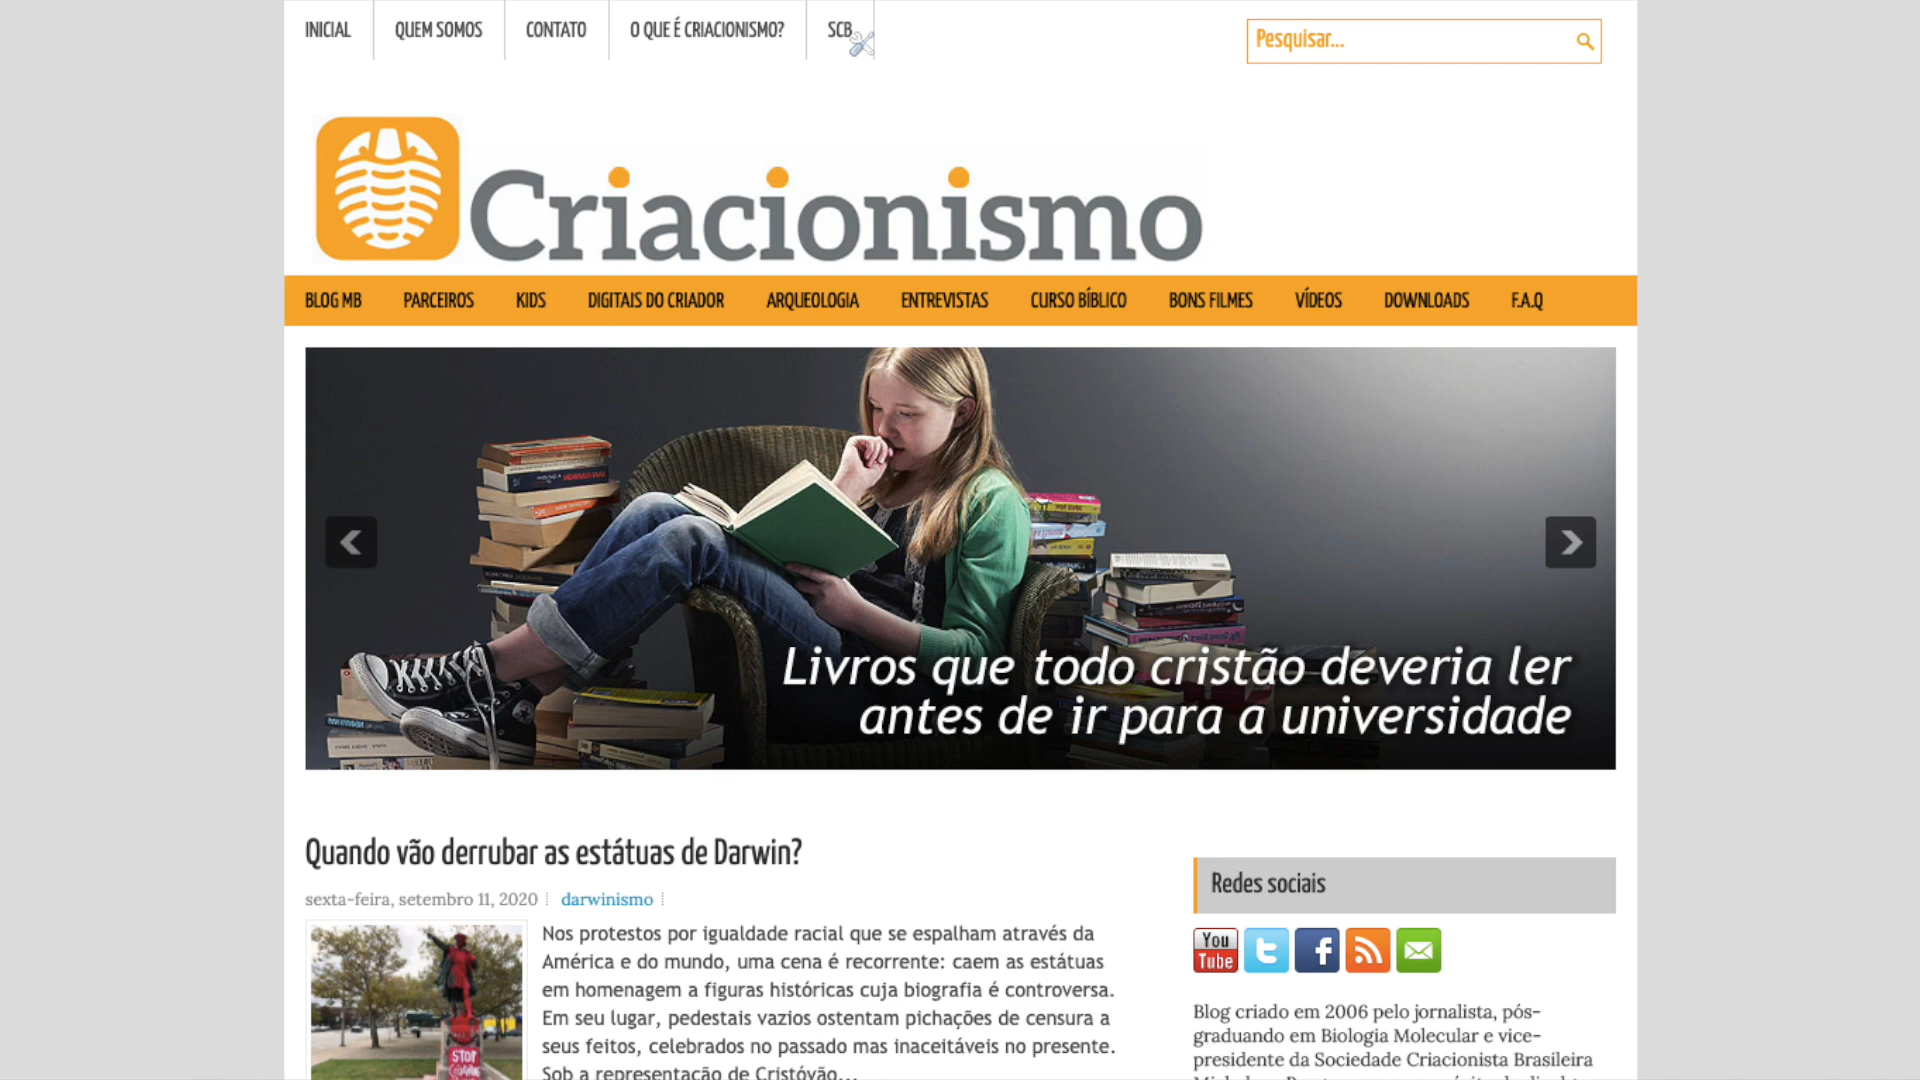 INICIAL QUEM SOMOS CONTATO O QUE É CRIACIONISMO? SCB
Pesquisar...
Criacionismo
BLOG MB PARCEIROS KIDS DIGITAIS DO CRIADOR ARQUEOLOGIA ENTREVISTAS CURSO BÍBLICO BONS FILMES VÍDEOS DOWNLOADS F.A.Q
Livros que todo cristão deveria ler
antes de ir para a universidade
Quando vão derrubar as estátuas de Darwin?
sexta-feira, setembro 11, 2020 darwinismo
Nos protestos por igualdade racial que se espalham através da
América e do mundo, uma cena é recorrente: caem as estátuas
em homenagem a figuras históricas cuja biografia é controversa.
Em seu lugar, pedestais vazios ostentam pichações de censura a
seus feitos, celebrados no passado mas inaceitáveis no presente.
Sob a representação de Cristóvão...
STOP
Redes sociais
You
Tube
Blog criado em 2006 pelo jornalista, pós-
graduando em Biologia Molecular e vice-
presidente da Sociedade Criacionista Brasileira